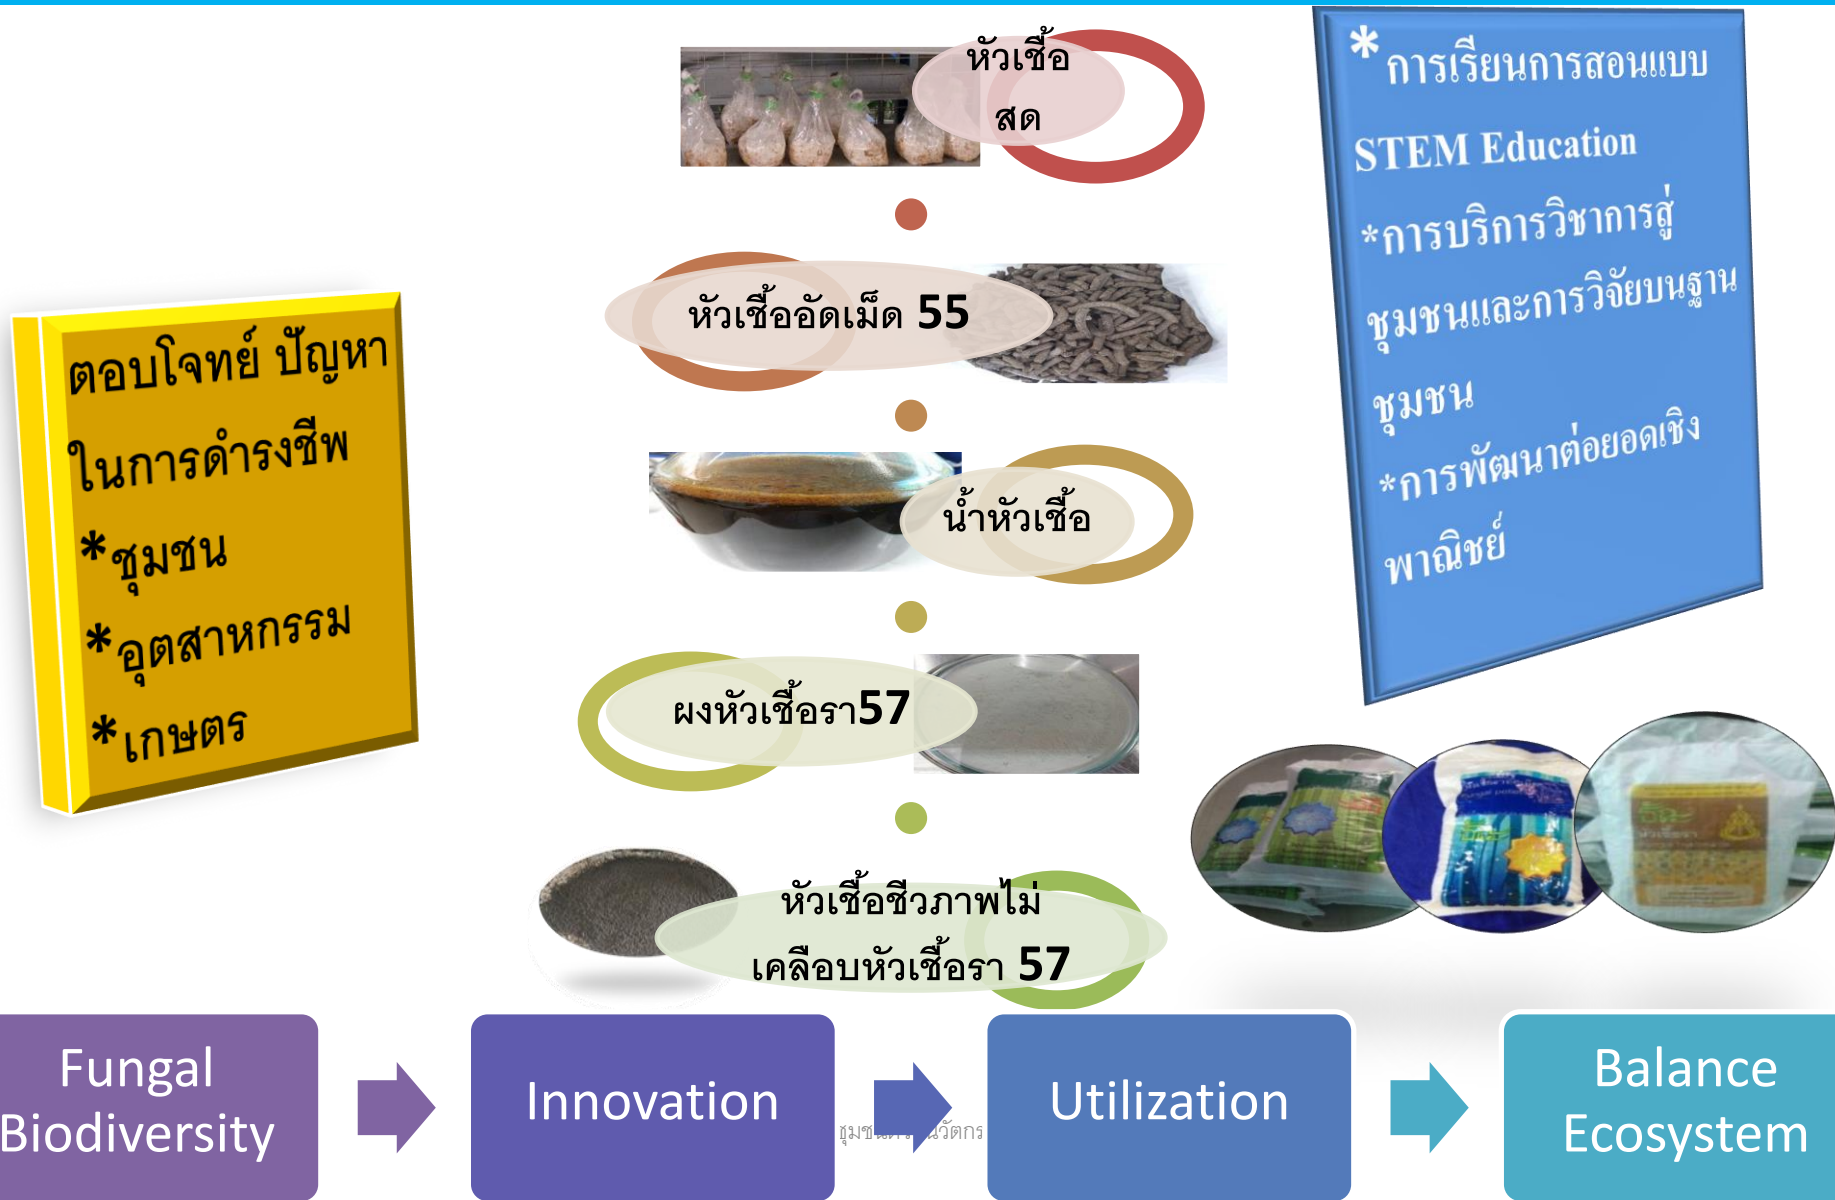 หัวเชื้อ
สด
หัวเชื้ออัดเม็ด 55
น้ำหัวเชื้อ
ผงหัวเชื้อรา57
หัวเชื้อชีวภาพไม่
เคลือบหัวเชื้อรา 57
ตอบโจทย์ ปัญหา
ในการดำรงชีพ
*ชุมชน
*อุตสาหกรรม
*เกษตร
*การเรียนการสอนแบบ
STEM Education
*การบริการวิชาการสู่
ชุมชนและการวิจัยบนฐาน
ชุมชน
*การพัฒนาต่อยอดเชิง
พาณิชย์
หัวเชื้อรา
Fungal
Biodiversity
Innovation
Utilization
Balance
Ecosystem